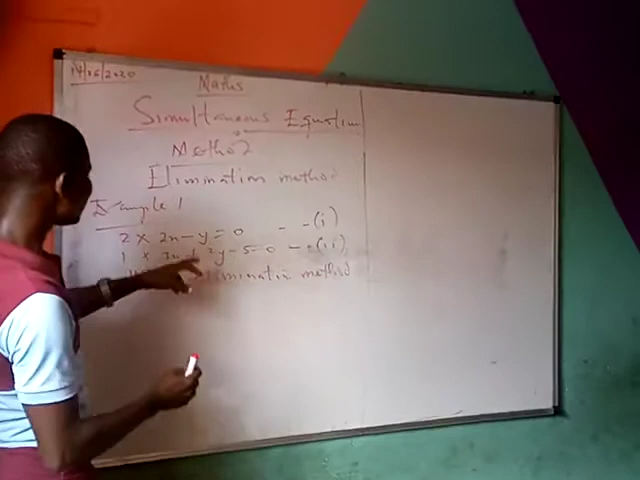 14/05/2020
Maths
Simultaneous Equation
Method
Elimination method
Example 1
2 × 2x - y = 0 - - (i)
1 × 3x + 2y - 5 = 0 - - (ii)
elimination method